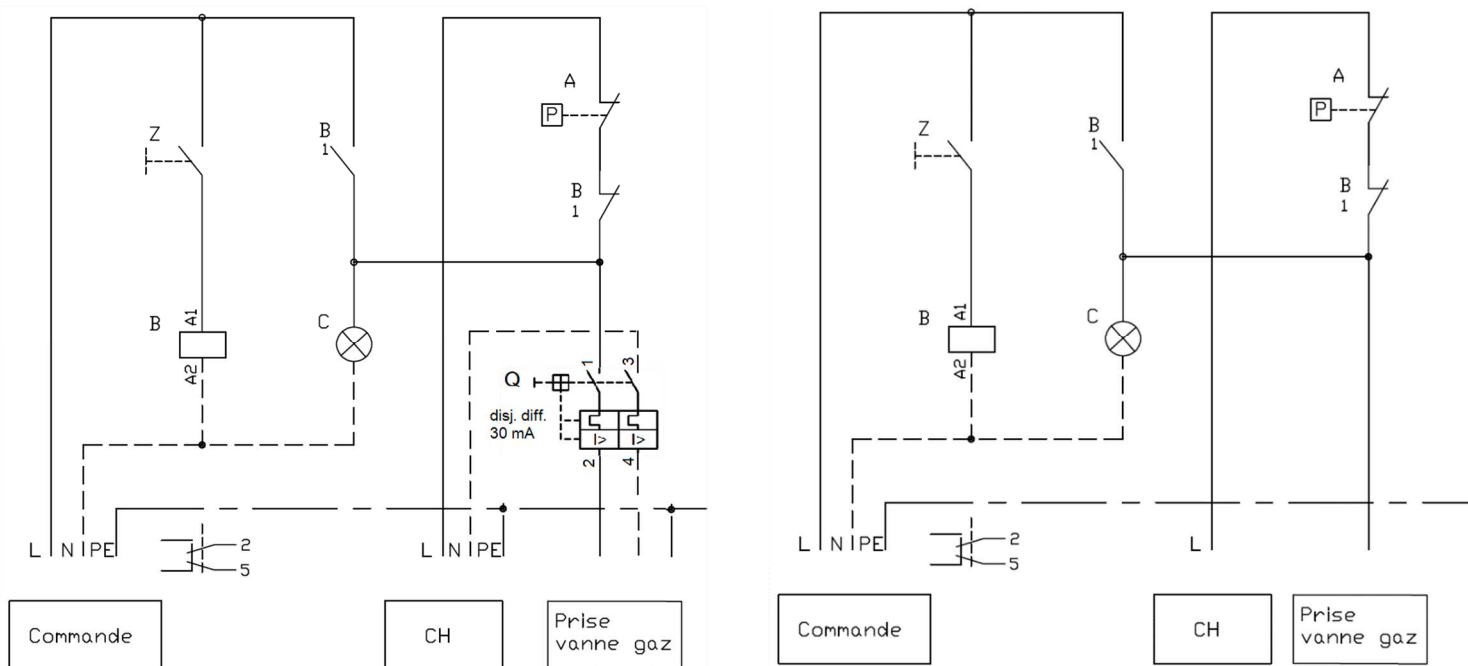 A
P
Z
B
1
B
1
B
A1
A2
C
Q
1
3
disj. diff.
30 mA
I>
I>
2
4
L N PE
2
5
L N PE
Commande
CH
Prise
vanne gaz
A
P
Z
B
1
B
1
B
A1
A2
C
L N PE
2
5
L
Commande
CH
Prise
vanne gaz